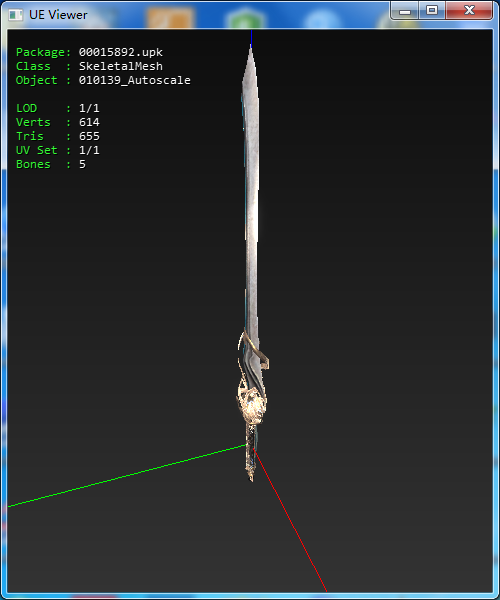 UE Viewer
Package: 00015892.upk
Class : SkeletalMesh
Object : 010139_Autoscale
LOD : 1/1
Verts : 614
Tris : 655
UV Set : 1/1
Bones : 5